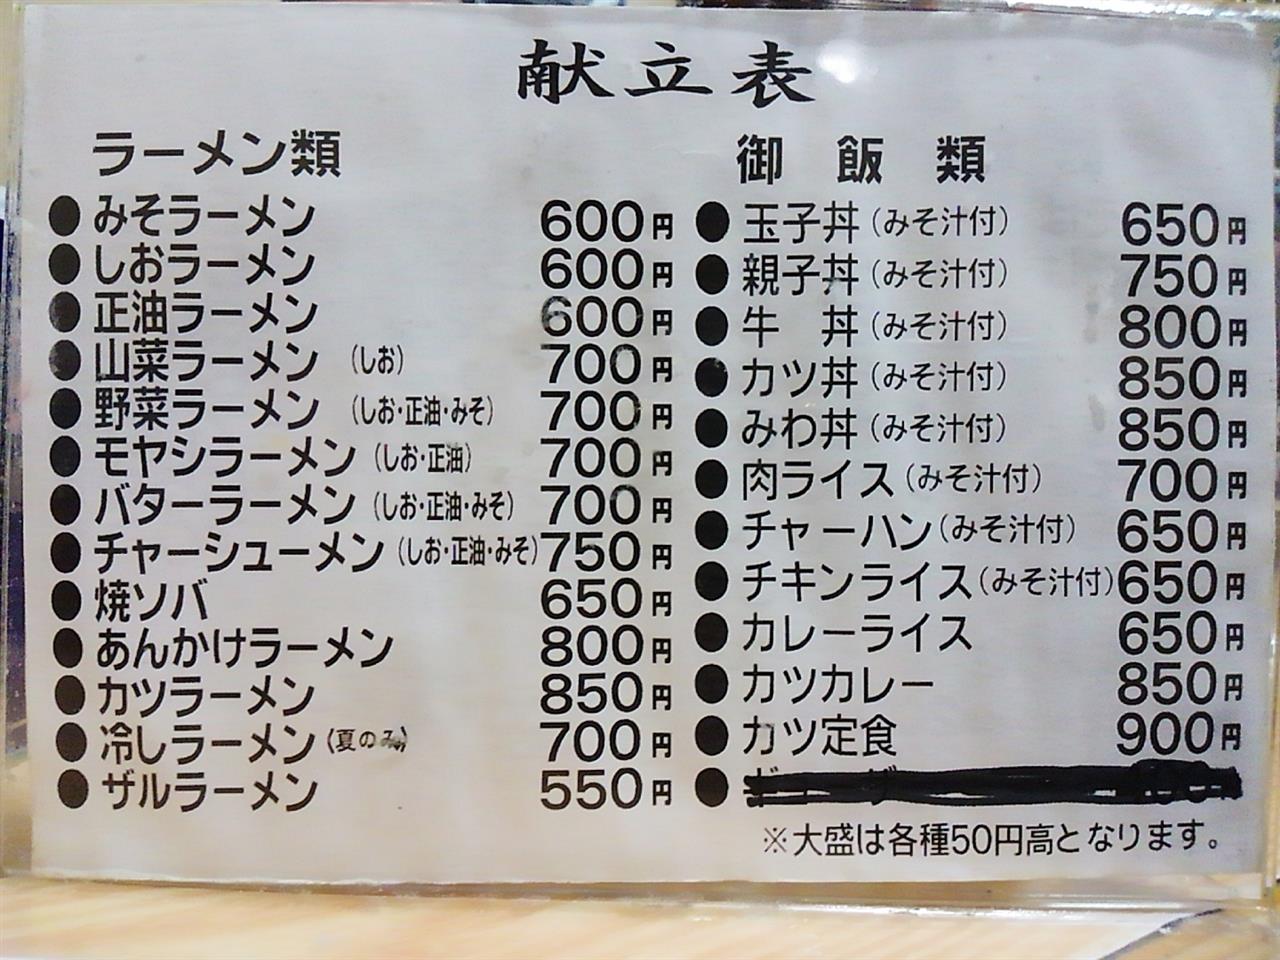 献立表
ラーメン類
●みそラーメン 600円
●しおラーメン 600円
●正油ラーメン 600円
●山菜ラーメン (しお) 700円
●野菜ラーメン (しお・正油・みそ) 700円
●モヤシラーメン (しお・正油) 700円
●バターラーメン (しお・正油・みそ) 700円
●チャーシューメン (しお・正油・みそ) 750円
●焼ソバ 650円
●あんかけラーメン 800円
●カツラーメン 850円
●冷しラーメン (夏のみ) 700円
●ザルラーメン 550円
御飯類
●玉子丼 (みそ汁付) 650円
●親子丼 (みそ汁付) 750円
●牛 丼 (みそ汁付) 800円
●カツ丼 (みそ汁付) 850円
●みわ丼 (みそ汁付) 850円
●肉ライス (みそ汁付) 700円
●チャーハン (みそ汁付) 650円
●チキンライス (みそ汁付) 650円
●カレーライス 650円
●カツカレー 850円
●カツ定食 900円
※大盛は各種50円高となります。